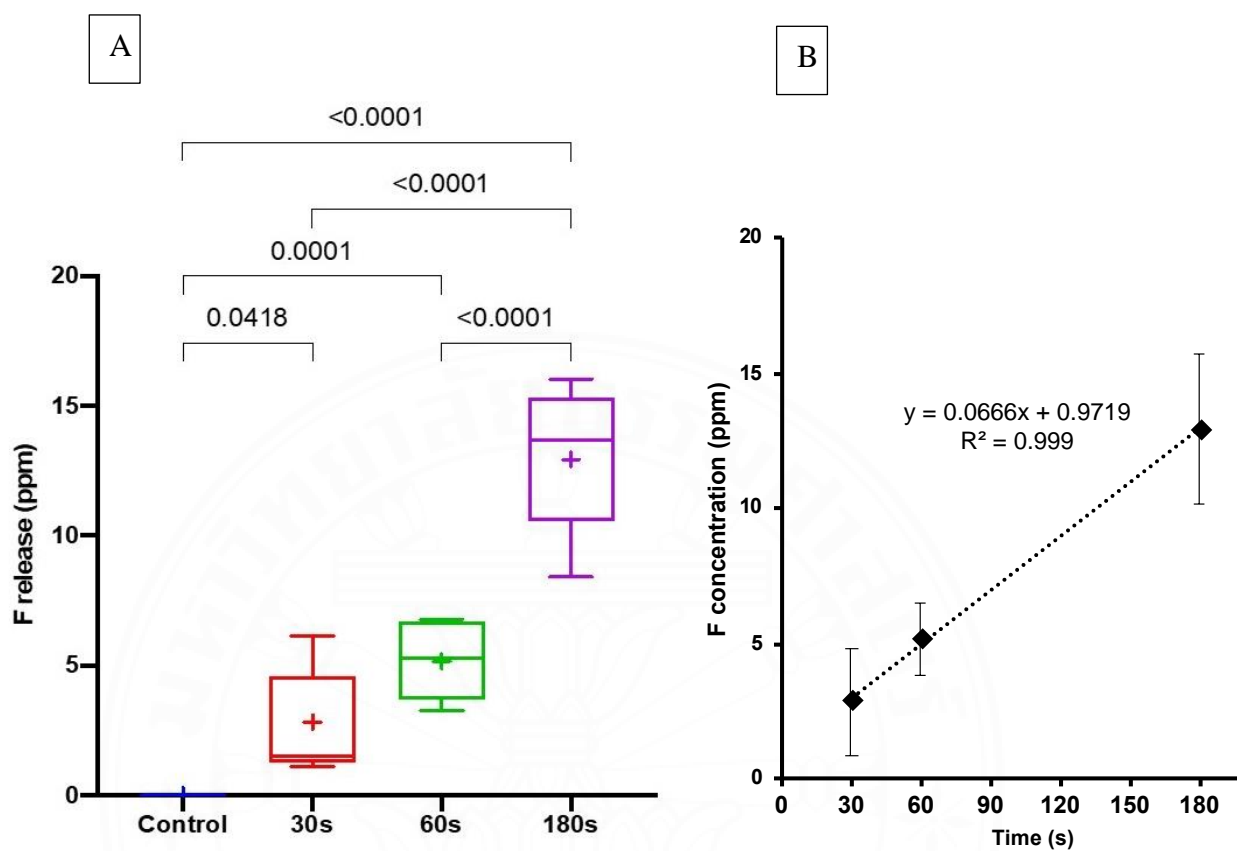 A
<0.0001
<0.0001
0.0001
0.0418
<0.0001
20
15
10
5
0
F release (ppm)
Control 30s 60s 180s
B
20
15
10
5
0
F concentration (ppm)
y = 0.0666x + 0.9719
R² = 0.999
0 30 60 90 120 150 180
Time (s)